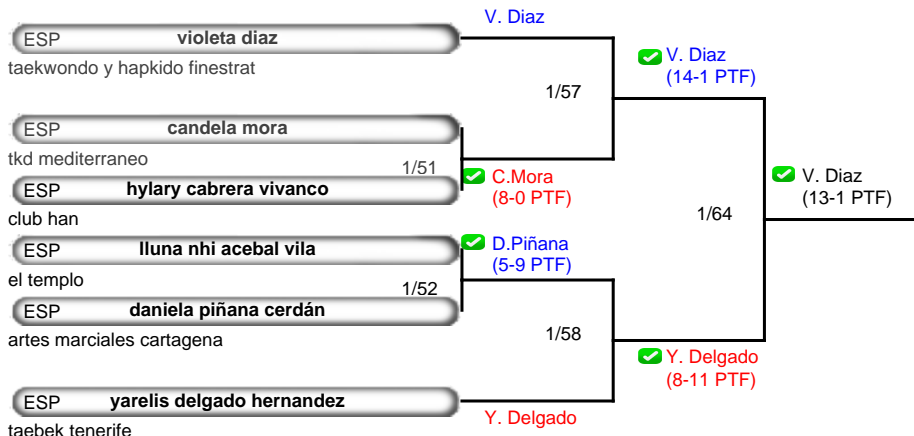 V. Diaz
ESP violeta diaz
taekwondo y hapkido finestrat
V. Diaz
(14-1 PTF)
1/57
ESP candela mora
tkd mediterraneo
1/51
C.Mora
(8-0 PTF)
ESP hylary cabrera vivanco
club han
V. Diaz
(13-1 PTF)
1/64
ESP lluna nhi acebal vila
el templo
D.Piñana
(5-9 PTF)
1/52
ESP daniela piñana cerdán
artes marciales cartagena
1/58
Y. Delgado
(8-11 PTF)
ESP yarelis delgado hernandez
taebek tenerife
Y. Delgado